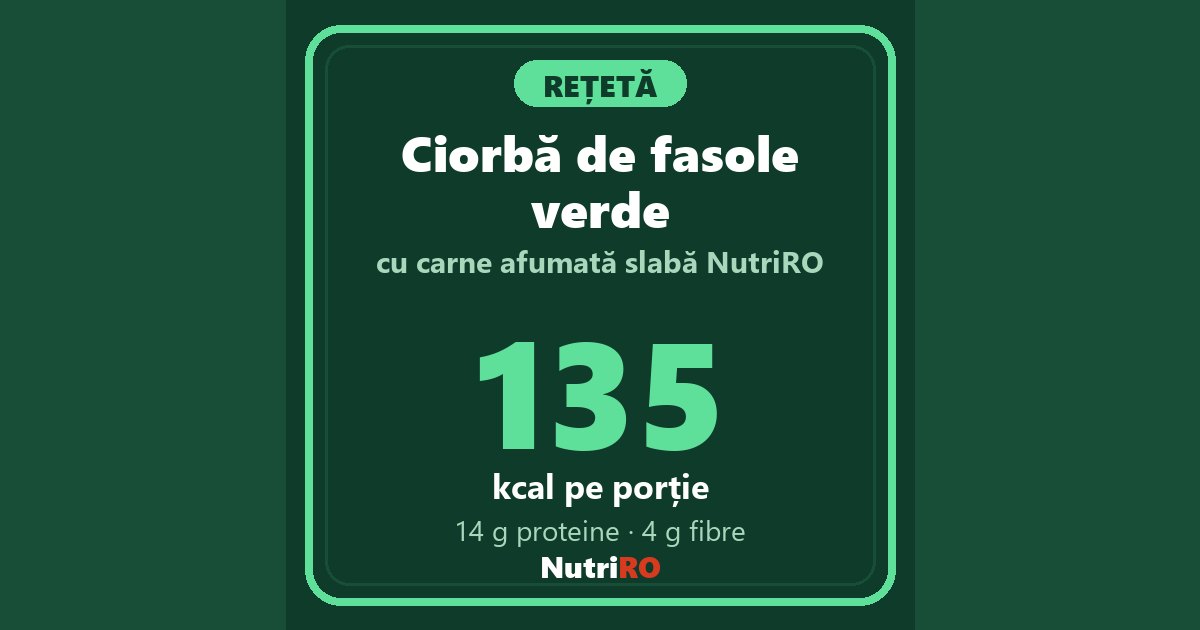 REȚETĂ
Ciorbă de fasole
verde
cu carne afumată slabă NutriRO
135
kcal pe porție
14 g proteine · 4 g fibre
NutriRO